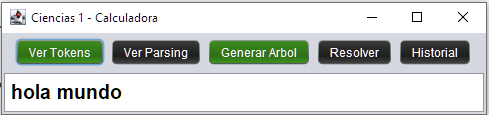 Ciencias 1 - Calculadora
Ver Tokens Ver Parsing Generar Arbol Resolver Historial
hola mundo